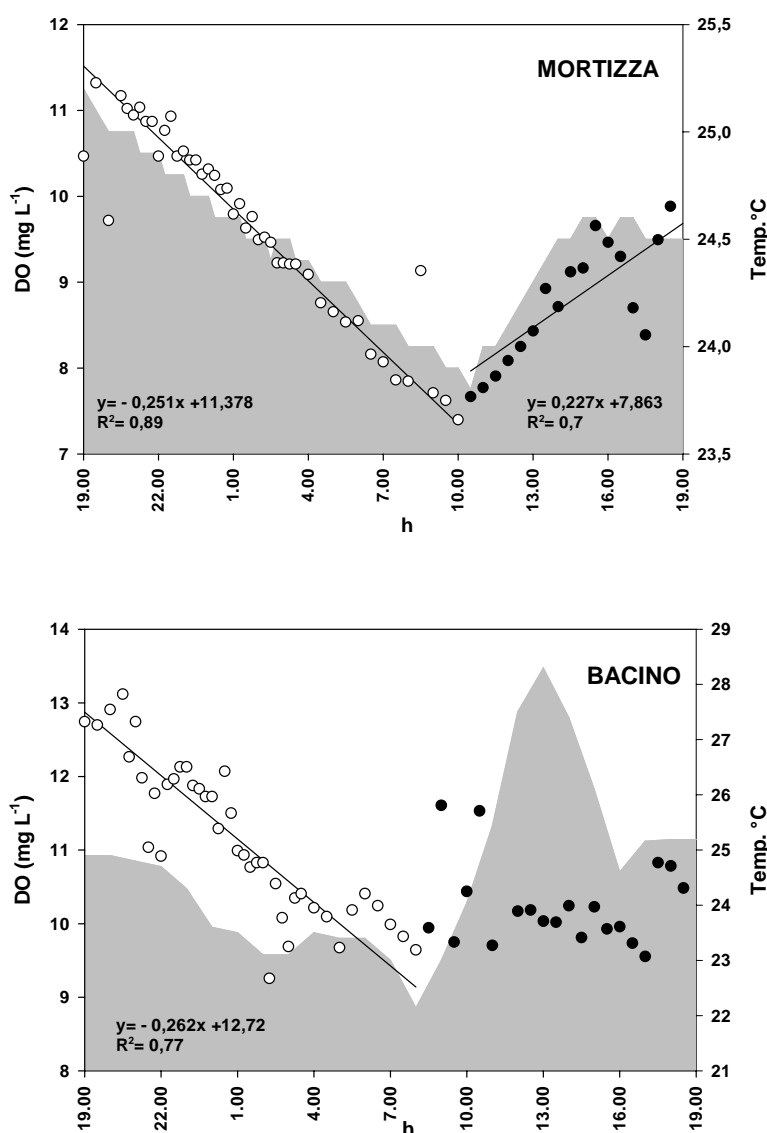 MORTIZZA
DO (mg L⁻¹)
12
11
10
9
8
7
Temp.°C
25,5
25,0
24,5
24,0
23,5
y= - 0,251x +11,378
R²= 0,89
y= 0,227x +7,863
R²= 0,7
19.00 22.00 1.00 4.00 7.00 10.00 13.00 16.00 19.00
h
BACINO
DO (mg L⁻¹)
14
13
12
11
10
9
8
Temp. °C
29
28
27
26
25
24
23
22
21
y= - 0,262x +12,72
R²= 0,77
19.00 22.00 1.00 4.00 7.00 10.00 13.00 16.00 19.00
h